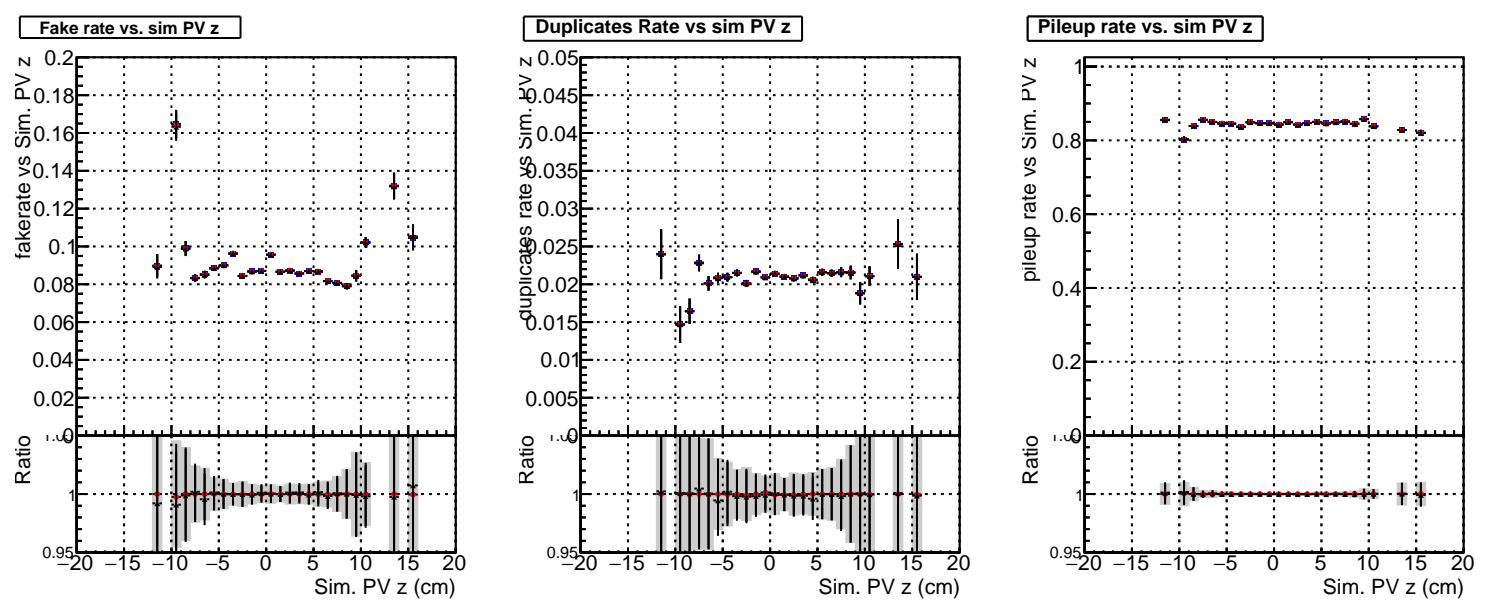 Fake rate vs. sim PV z
fakerate vs Sim. PV z
0.2
0.18
0.16
0.14
0.12
0.1
0.08
0.06
0.04
0.02
0
Ratio
1
0.95
−20 −15 −10 −5 0 5 10 15 20
Sim. PV z (cm)
Duplicates Rate vs sim PV z
duplicates rate vs Sim. PV z
0.05
0.045
0.04
0.035
0.03
0.025
0.02
0.015
0.01
0.005
0
Ratio
1
0.95
−20 −15 −10 −5 0 5 10 15 20
Sim. PV z (cm)
Pileup rate vs. sim PV z
pileup rate vs Sim. PV z
1
0.8
0.6
0.4
0.2
Ratio
1
0.95
−20 −15 −10 −5 0 5 10 15 20
Sim. PV z (cm)